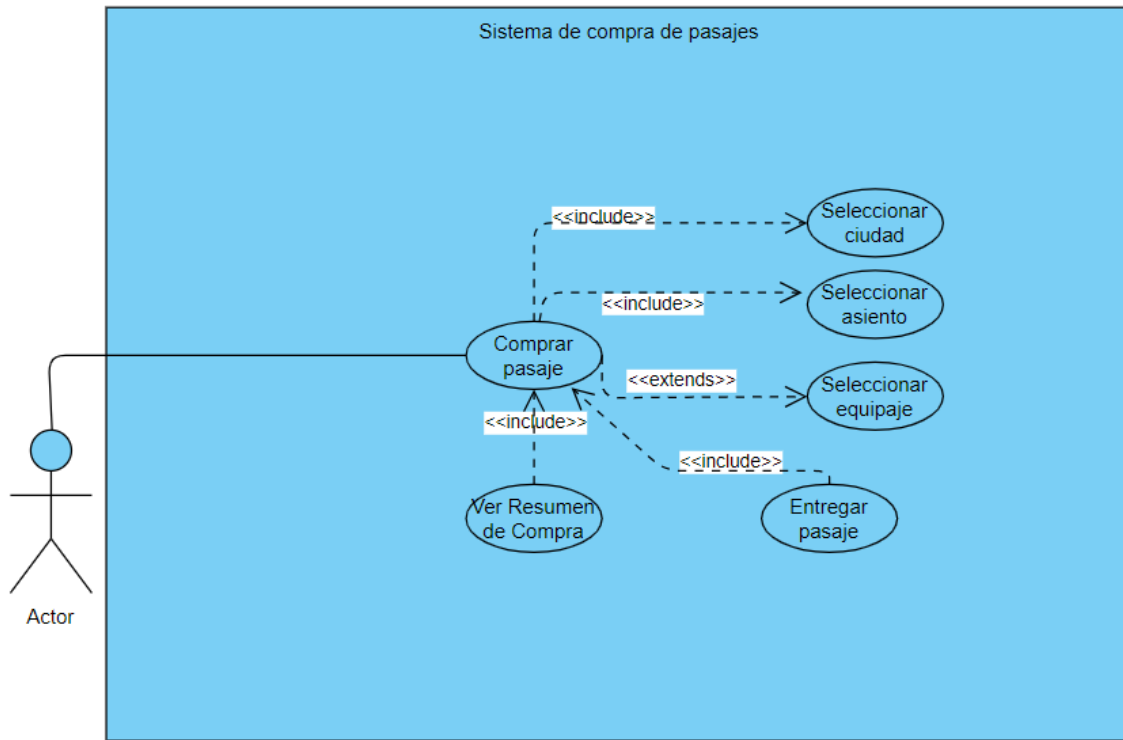 Sistema de compra de pasajes
<<include>>
Seleccionar
ciudad
<<include>>
Seleccionar
asiento
Comprar
pasaje
<<extends>>
Seleccionar
equipaje
<<include>>
<<include>>
Ver Resumen
de Compra
Entregar
pasaje
Actor